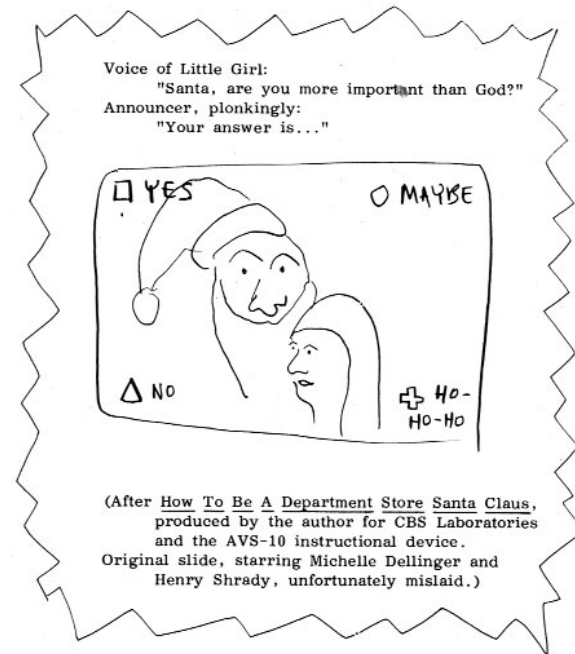 Voice of Little Girl:
"Santa, are you more important than God?"
Announcer, plonkingly:
"Your answer is..."
YES
MAYBE
NO
HO-
HO-HO
(After How To Be A Department Store Santa Claus,
produced by the author for CBS Laboratories
and the AVS-10 instructional device.
Original slide, starring Michelle Dellinger and
Henry Shrady, unfortunately mislaid.)